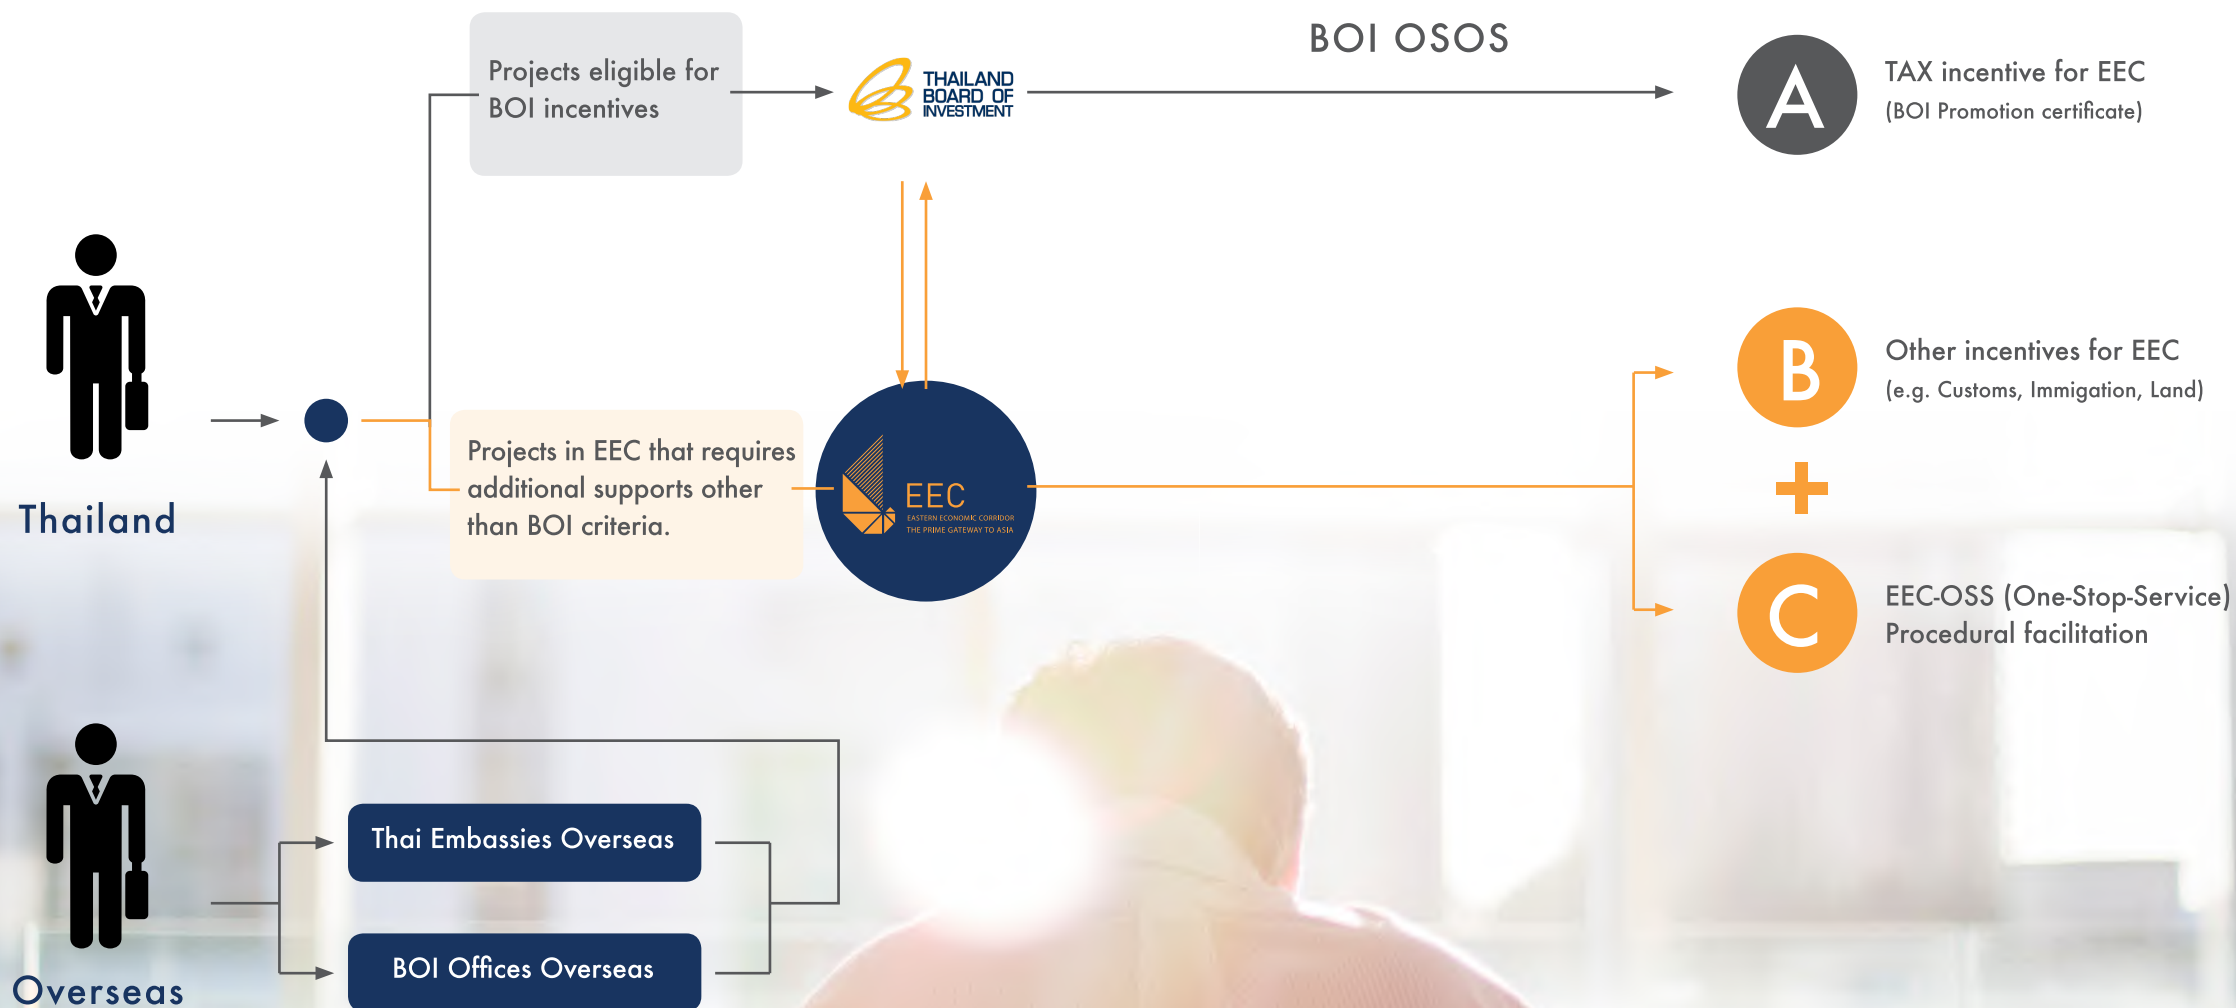 BOI OSOS
Projects eligible for
BOI incentives
THAILAND
BOARD OF
INVESTMENT
A
TAX incentive for EEC
(BOI Promotion certificate)
Thailand
Projects in EEC that requires
additional supports other
than BOI criteria.
EEC
EASTERN ECONOMIC CORRIDOR
THE PRIME GATEWAY TO ASIA
B
Other incentives for EEC
(e.g. Customs, Immigation, Land)
C
EEC-OSS (One-Stop-Service)
Procedural facilitation
Overseas
Thai Embassies Overseas
BOI Offices Overseas